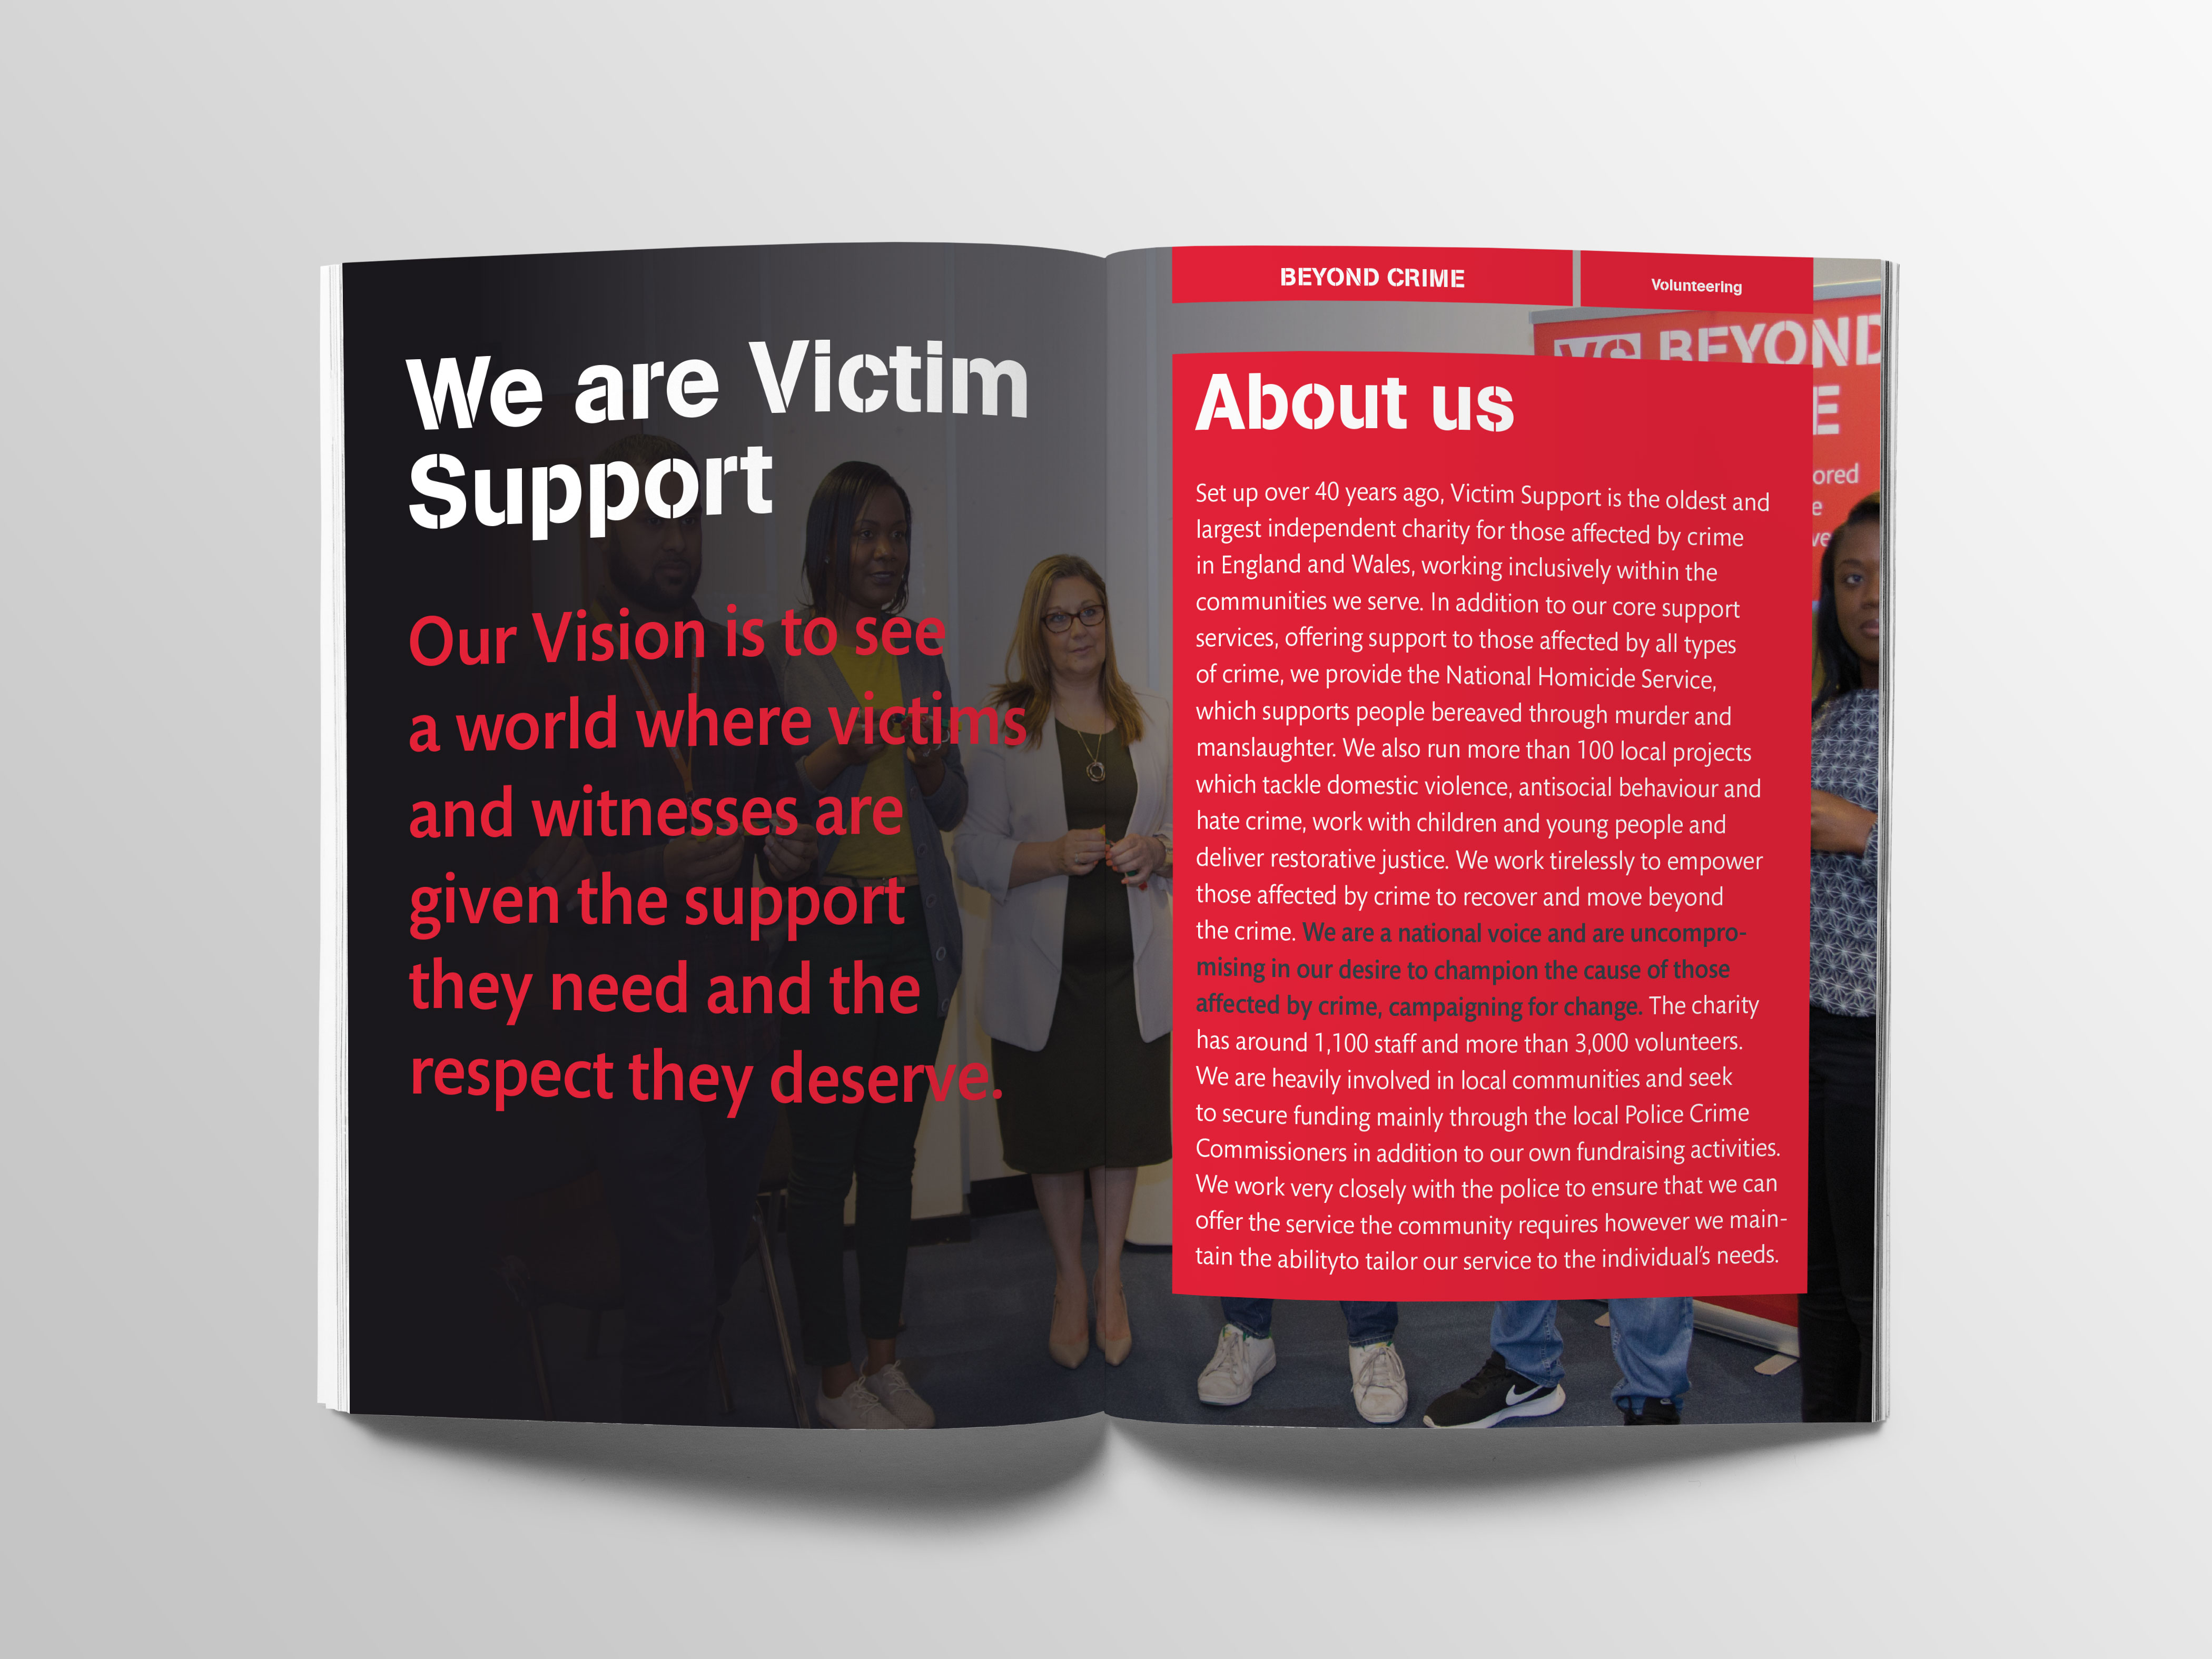 We are Victim
Support
Our Vision is to see
a world where victims
and witnesses are
given the support
they need and the
respect they deserve.
BEYOND CRIME
Volunteering
VS BEYOND
E
ored
e
ve
About us
Set up over 40 years ago, Victim Support is the oldest and
largest independent charity for those affected by crime
in England and Wales, working inclusively within the
communities we serve. In addition to our core support
services, offering support to those affected by all types
of crime, we provide the National Homicide Service,
which supports people bereaved through murder and
manslaughter. We also run more than 100 local projects
which tackle domestic violence, antisocial behaviour and
hate crime, work with children and young people and
deliver restorative justice. We work tirelessly to empower
those affected by crime to recover and move beyond
the crime. We are a national voice and are uncompro-
mising in our desire to champion the cause of those
affected by crime, campaigning for change. The charity
has around 1,100 staff and more than 3,000 volunteers.
We are heavily involved in local communities and seek
to secure funding mainly through the local Police Crime
Commissioners in addition to our own fundraising activities.
We work very closely with the police to ensure that we can
offer the service the community requires however we main-
tain the abilityto tailor our service to the individual's needs.